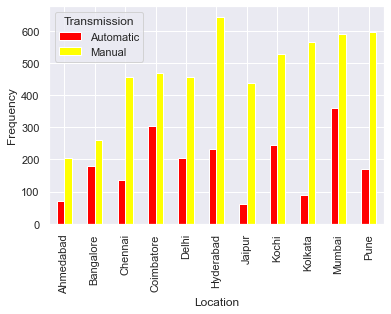 Transmission
Automatic
Manual
Frequency
600
500
400
300
200
100
0
Ahmedabad
Bangalore
Chennai
Coimbatore
Delhi
Hyderabad
Jaipur
Kochi
Kolkata
Mumbai
Pune
Location